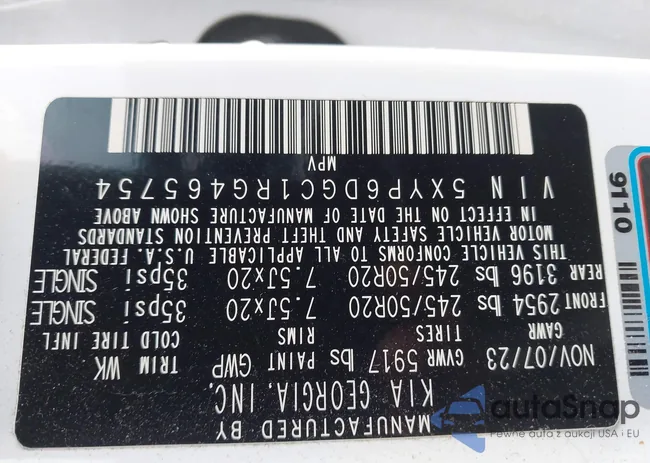 MANUFACTURED BY
KIA GEORGIA, INC.
NOV/07/23 GVWR 5917 lbs PAINT GWP TRIM WK
GAWR TIRES RIMS COLD TIRE INFL
FRONT 2954 lbs 245/50R20 7.5Jx20 35psi SINGLE
REAR 3196 lbs 245/50R20 7.5Jx20 35psi SINGLE
THIS VEHICLE CONFORMS TO ALL APPLICABLE U.S.A. FEDERAL
MOTOR VEHICLE SAFETY AND THEFT PREVENTION STANDARDS
IN EFFECT ON THE DATE OF MANUFACTURE SHOWN ABOVE
VIN 5XYP6DGC1RG465754
MPV
9110
autaSnap
Pewne auta z aukcji USA i EU